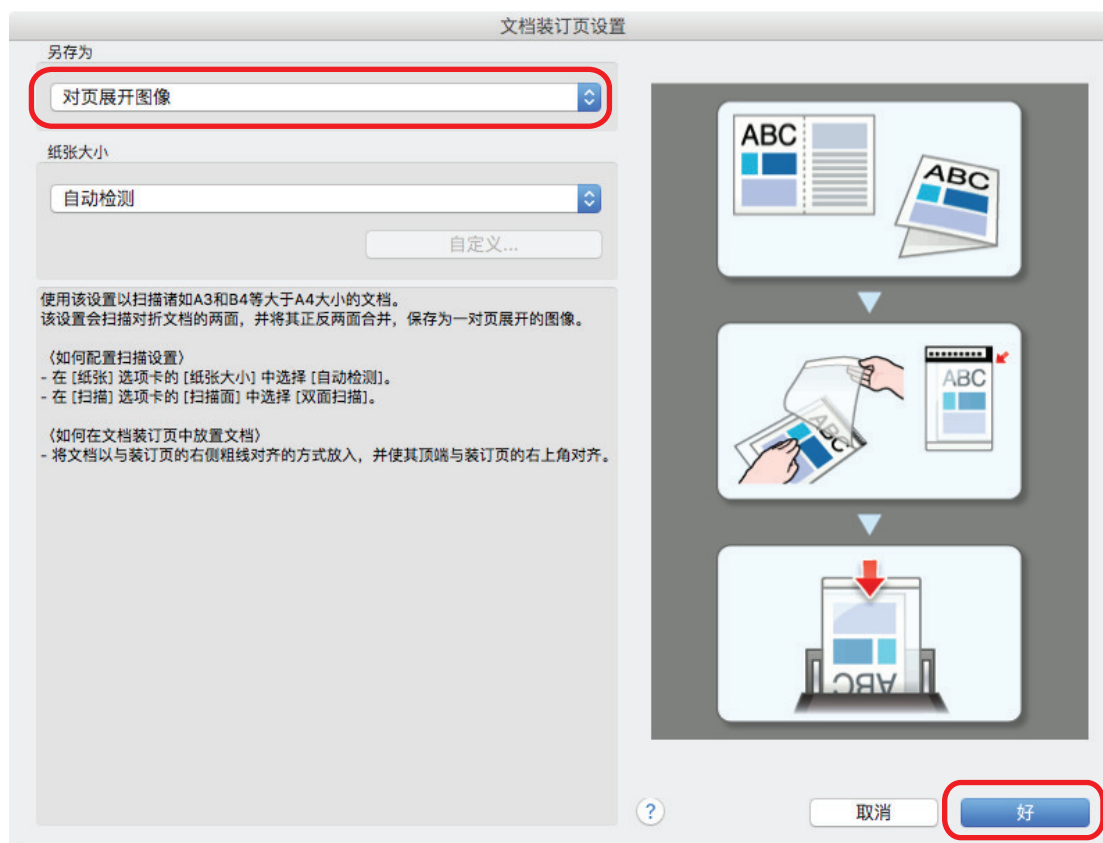 文档装订页设置
另存为
对页展开图像
纸张大小
自动检测
自定义...
使用该设置以扫描诸如A3和B4等大于A4大小的文档。
该设置会扫描对折文档的两面，并将其正反两面合并，保存为一对页展开的图像。
〈如何配置扫描设置〉
- 在 [纸张] 选项卡的 [纸张大小] 中选择 [自动检测]。
- 在 [扫描] 选项卡的 [扫描面] 中选择 [双面扫描]。
〈如何在文档装订页中放置文档〉
- 将文档以与装订页的右侧粗线对齐的方式放入，并使其顶端与装订页的右上角对齐。
ABC
ABC
ABC
ABC
ABC
?
取消
好